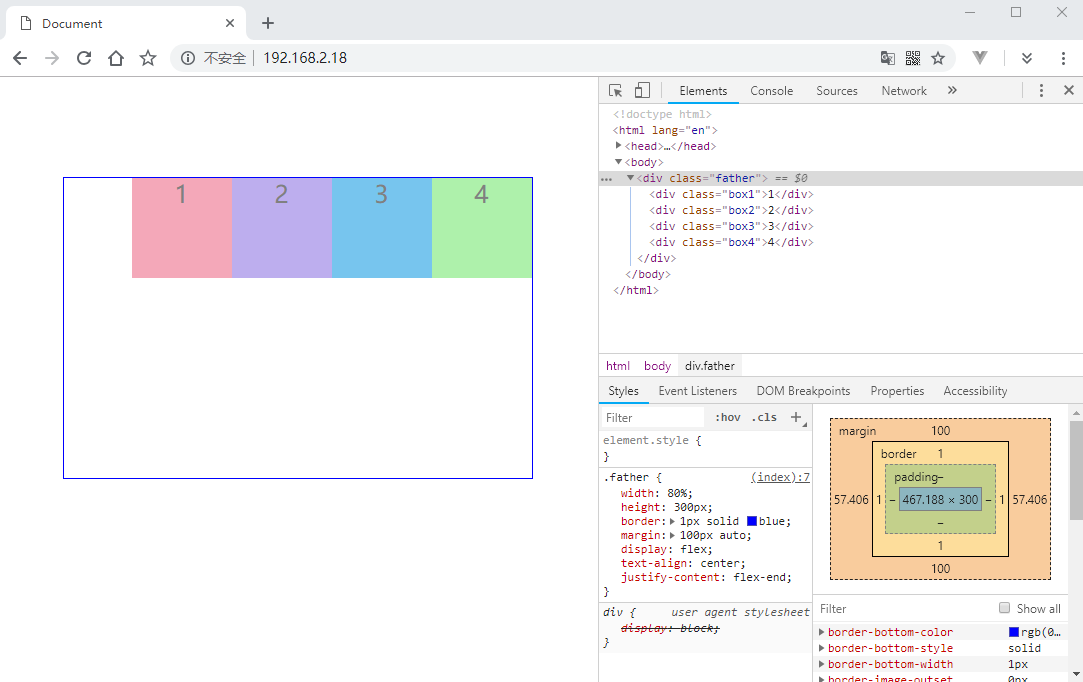 Document
不安全 192.168.2.18
1 2 3 4
Elements Console Sources Network »
<!doctype html>
<html lang="en">
<head>…</head>
<body>
… <div class="father"> == $0
<div class="box1">1</div>
<div class="box2">2</div>
<div class="box3">3</div>
<div class="box4">4</div>
</div>
</body>
</html>
html body div.father
Styles Event Listeners DOM Breakpoints Properties Accessibility
Filter :hov .cls +
element.style {
}
.father { (index):7
width: 80%;
height: 300px;
border: 1px solid blue;
margin: 100px auto;
display: flex;
text-align: center;
justify-content: flex-end;
}
div { user agent stylesheet
display: block;
}
margin 100
border 1
padding –
57.406 1 – 467.188 × 300 – 1 57.406
–
1
100
Filter Show all
border-bottom-color rgb(0…
border-bottom-style solid
border-bottom-width 1px
border-image-outset 0px